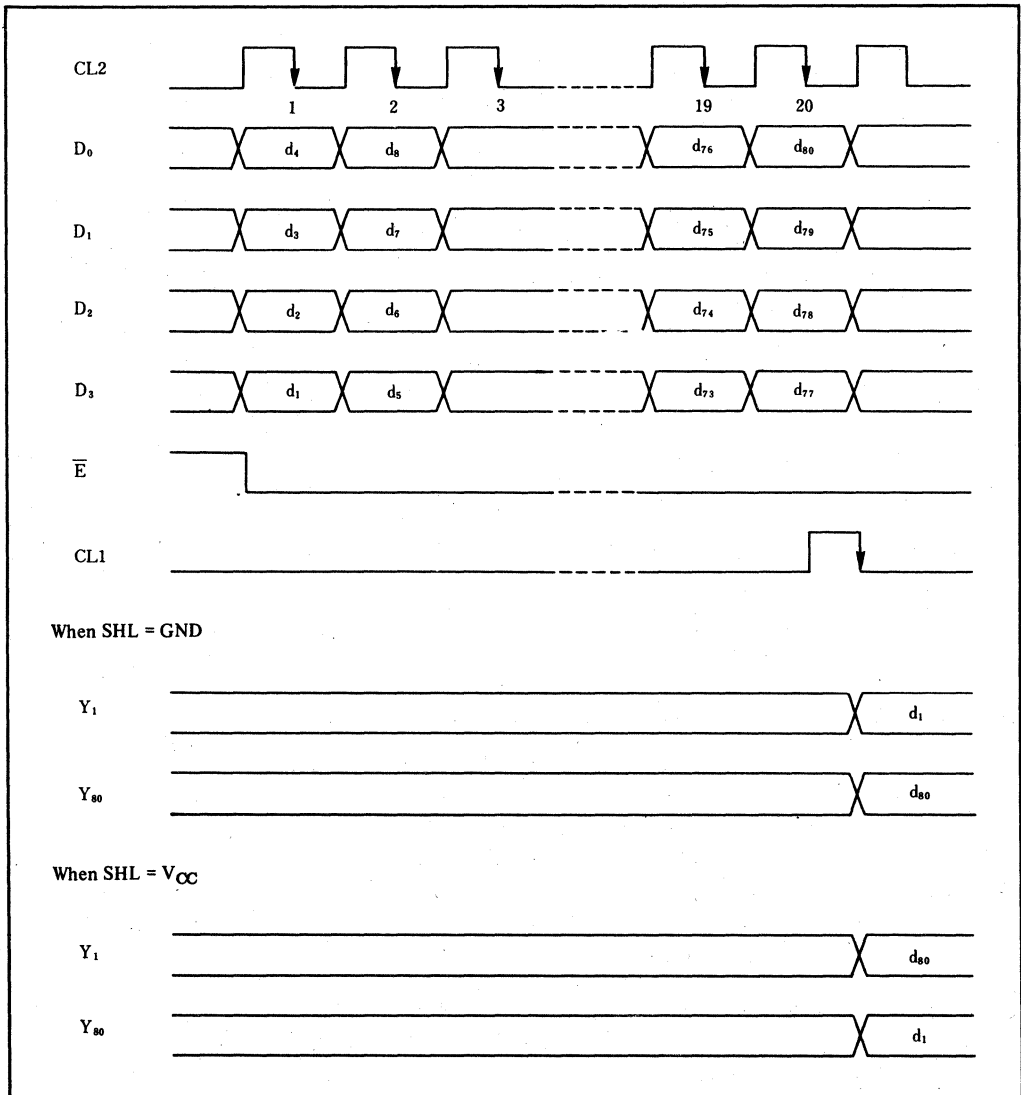 CL2
1 2 3 19 20
D₀ d₄ d₈ d₇₆ d₈₀
D₁ d₃ d₇ d₇₅ d₇₉
D₂ d₂ d₆ d₇₄ d₇₈
D₃ d₁ d₅ d₇₃ d₇₇
E̅
CL1
When SHL = GND
Y₁ d₁
Y₈₀ d₈₀
When SHL = V_CC
Y₁ d₈₀
Y₈₀ d₁